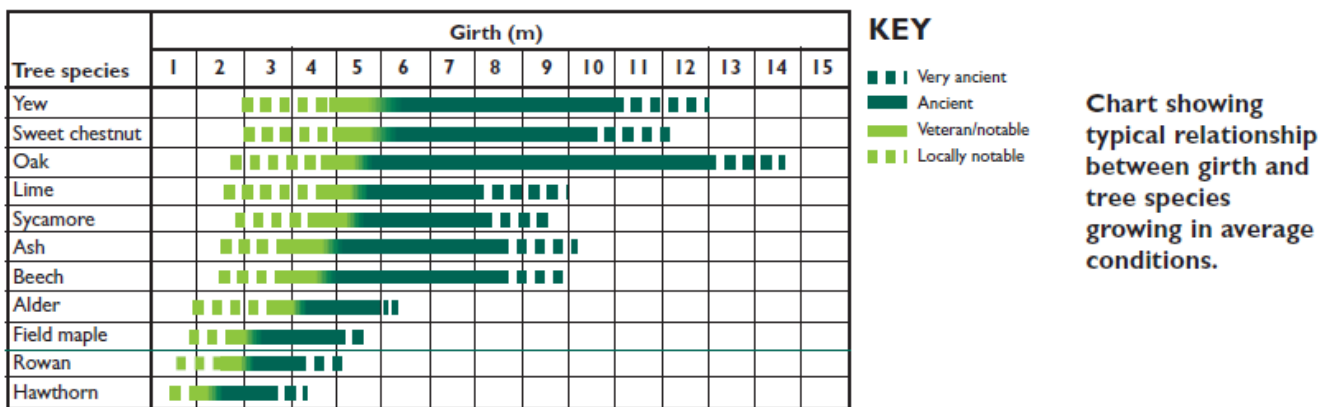 Girth (m)
Tree species 1 2 3 4 5 6 7 8 9 10 11 12 13 14 15
Yew
Sweet chestnut
Oak
Lime
Sycamore
Ash
Beech
Alder
Field maple
Rowan
Hawthorn
KEY
Very ancient
Ancient
Veteran/notable
Locally notable
Chart showing
typical relationship
between girth and
tree species
growing in average
conditions.